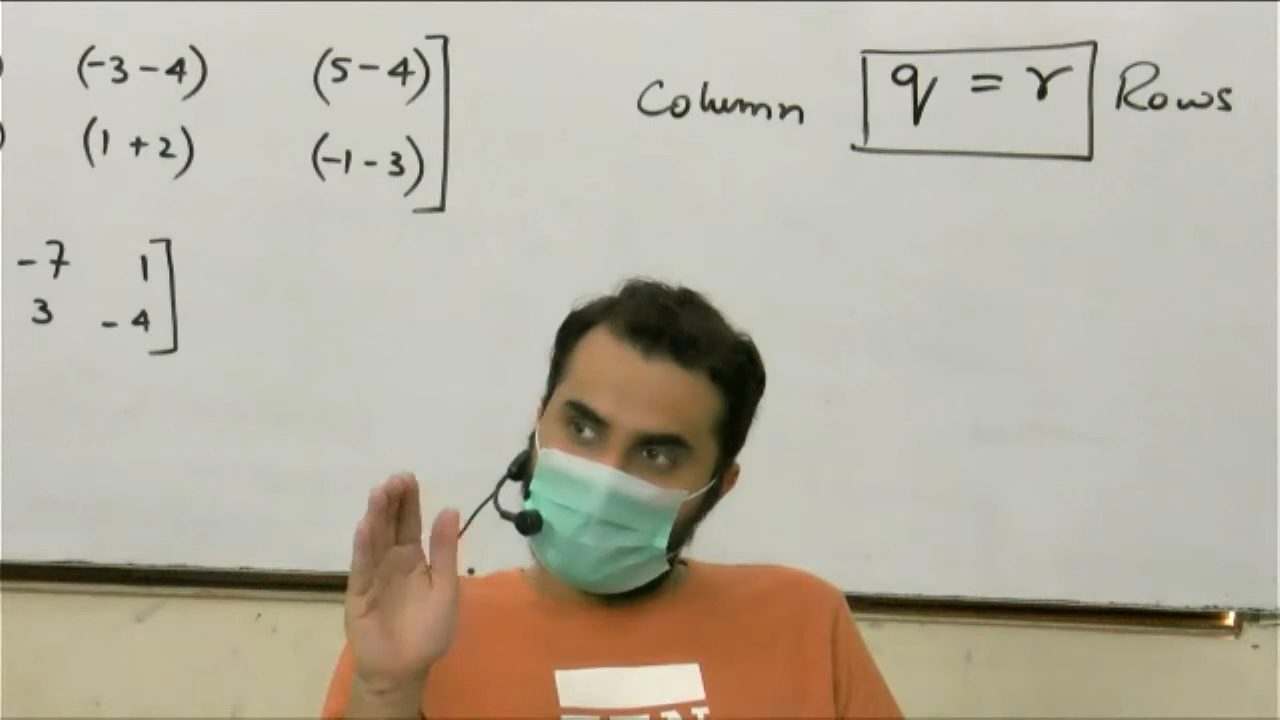 (-3 - 4) (5 - 4)
(1 + 2) (-1 - 3)
-7 1
3 -4
Column q = r Rows